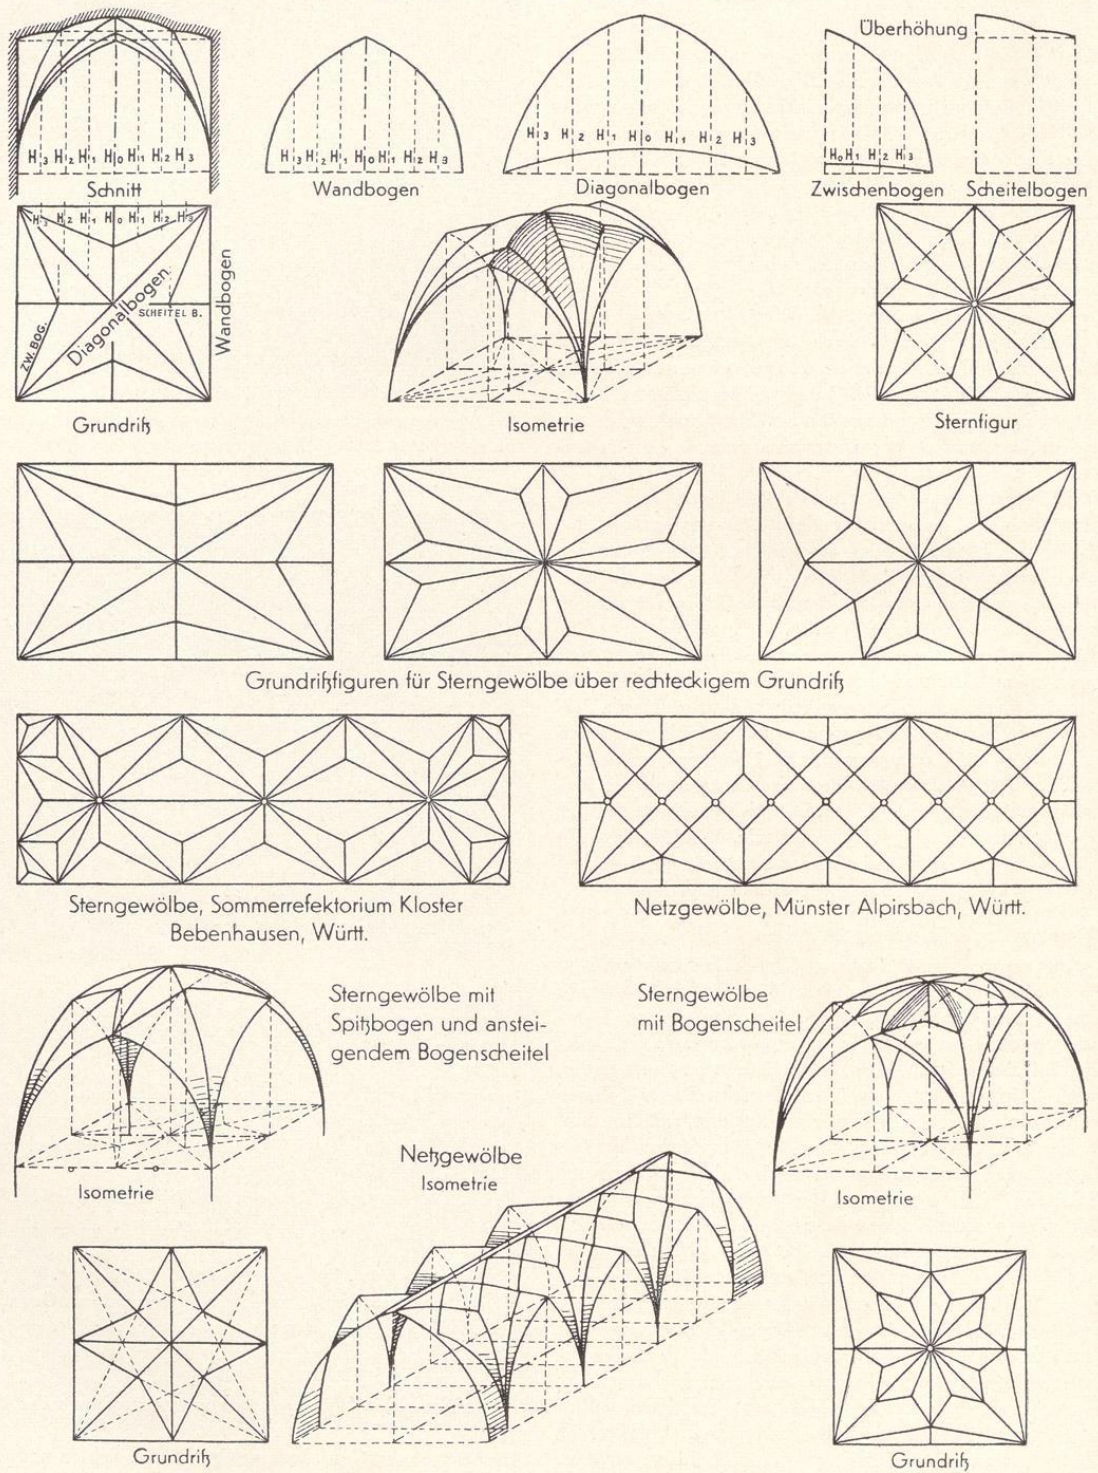 Überhöhung
H₃ H₂ H₁ H₀ H₁ H₂ H₃
Schnitt
H₃ H₂ H₁ H₀ H₁ H₂ H₃
Wandbogen
H₃ H₂ H₁ H₀ H₁ H₂ H₃
Diagonalbogen
H₀ H₁ H₂ H₃
Zwischenbogen
Scheitelbogen
H₃ H₂ H₁ H₀ H₁ H₂ H₃
Diagonalbogen
SCHEITEL B.
ZW. BOG.
Wandbogen
Grundriß
Isometrie
Sternfigur
Grundrißfiguren für Sterngewölbe über rechteckigem Grundriß
Sterngewölbe, Sommerrefektorium Kloster
Bebenhausen, Württ.
Netzgewölbe, Münster Alpirsbach, Württ.
Sterngewölbe mit
Spitzbogen und anstei-
gendem Bogenscheitel
Isometrie
Sterngewölbe
mit Bogenscheitel
Isometrie
Netzgewölbe
Isometrie
Grundriß
Grundriß